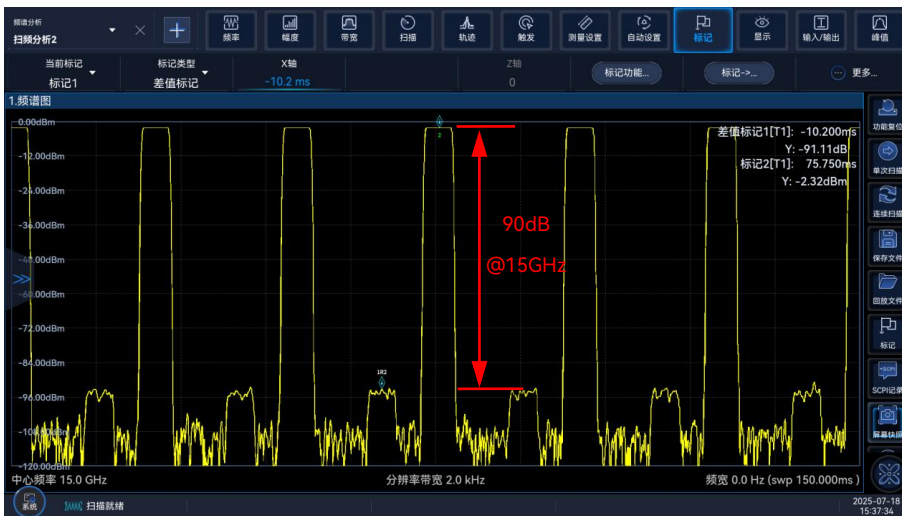 频谱分析
扫频分析2
频率
幅度
带宽
扫描
轨迹
触发
测量设置
自动设置
标记
显示
输入/输出
峰值
当前标记
标记1
标记类型
差值标记
X轴
-10.2 ms
Z轴
0
标记功能...
标记->...
更多...
1.频谱图
0.00dBm
-12.00dBm
-24.00dBm
-36.00dBm
-48.00dBm
-60.00dBm
-72.00dBm
-84.00dBm
-96.00dBm
-108.00dBm
-120.00dBm
2
1R2
90dB
@15GHz
差值标记1[T1]: -10.200ms
Y: -91.11dB
标记2[T1]: 75.750ms
Y: -2.32dBm
中心频率 15.0 GHz
分辨率带宽 2.0 kHz
频宽 0.0 Hz (swp 150.000ms)
功能复位
单次扫描
连续扫描
保存文件
回放文件
标记
+SCPI
SCPI记录
屏幕快照
系统
扫描就绪
2025-07-18
15:37:34